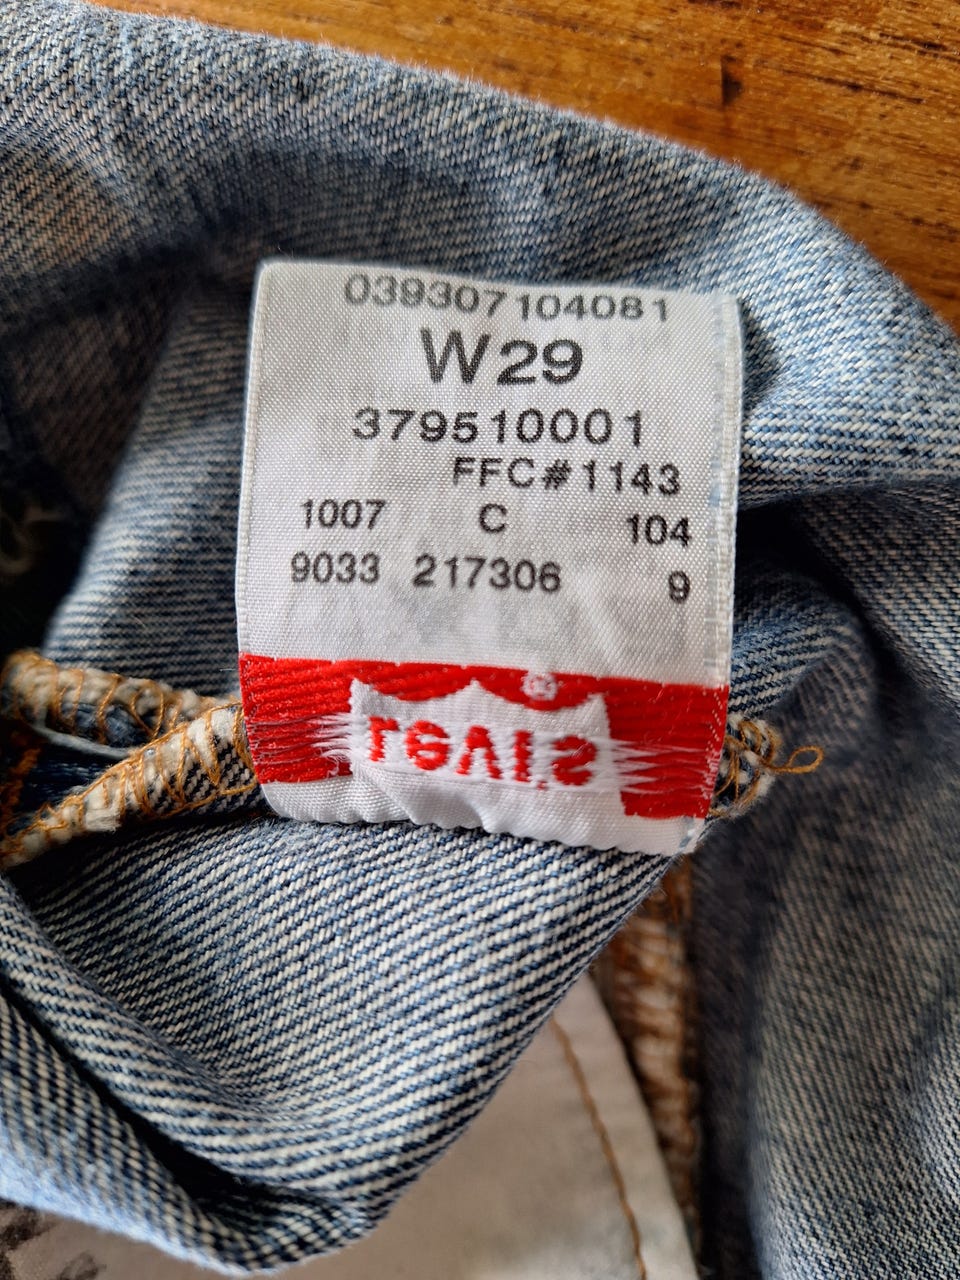 039307104081
W29
379510001
FFC#1143
1007 C 104
9033 217306 9
Levi's
®